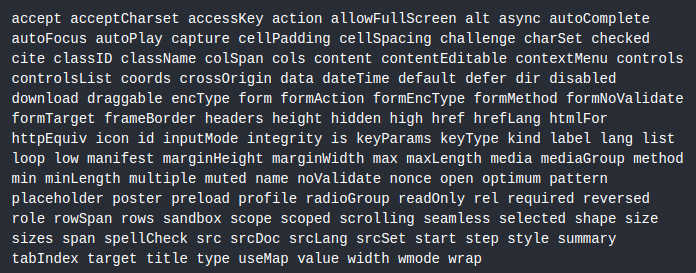 accept acceptCharset accessKey action allowFullScreen alt async autoComplete
autoFocus autoPlay capture cellPadding cellSpacing challenge charSet checked
cite classID className colSpan cols content contentEditable contextMenu controls
controlsList coords crossOrigin data dateTime default defer dir disabled
download draggable encType form formAction formEncType formMethod formNoValidate
formTarget frameBorder headers height hidden high href hrefLang htmlFor
httpEquiv icon id inputMode integrity is keyParams keyType kind label lang list
loop low manifest marginHeight marginWidth max maxLength media mediaGroup method
min minLength multiple muted name noValidate nonce open optimum pattern
placeholder poster preload profile radioGroup readOnly rel required reversed
role rowSpan rows sandbox scope scoped scrolling seamless selected shape size
sizes span spellCheck src srcDoc srcLang srcSet start step style summary
tabIndex target title type useMap value width wmode wrap